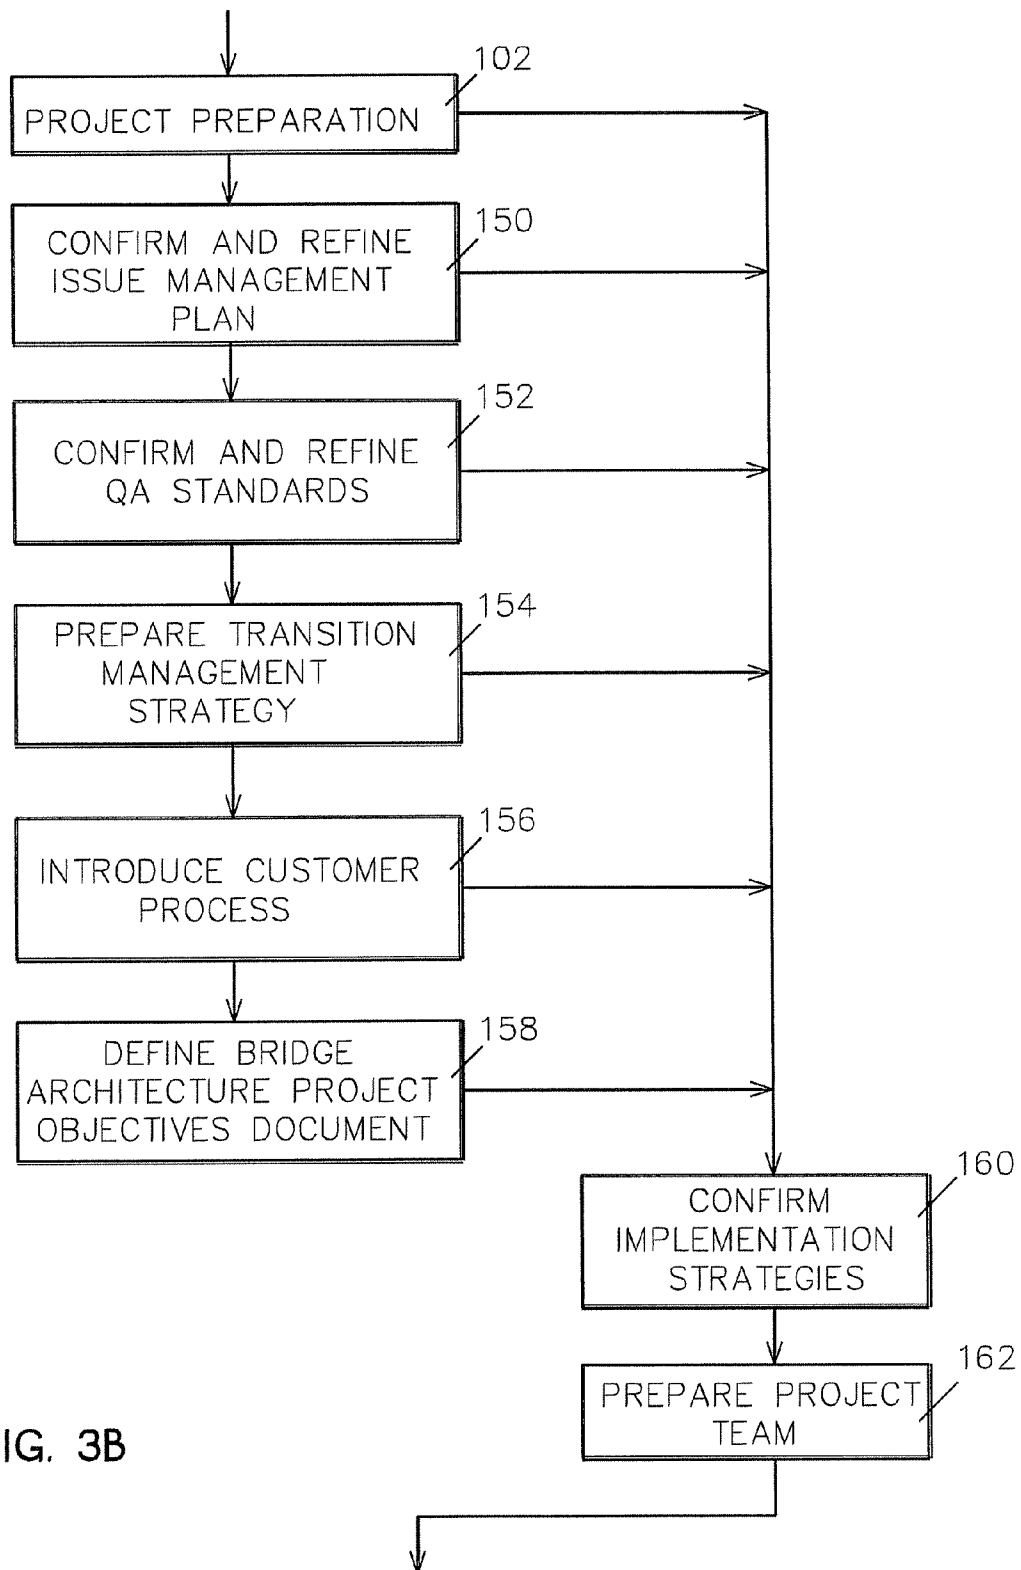 102
PROJECT PREPARATION
150
CONFIRM AND REFINE
ISSUE MANAGEMENT
PLAN
152
CONFIRM AND REFINE
QA STANDARDS
154
PREPARE TRANSITION
MANAGEMENT
STRATEGY
156
INTRODUCE CUSTOMER
PROCESS
158
DEFINE BRIDGE
ARCHITECTURE PROJECT
OBJECTIVES DOCUMENT
160
CONFIRM
IMPLEMENTATION
STRATEGIES
162
PREPARE PROJECT
TEAM
IG. 3B